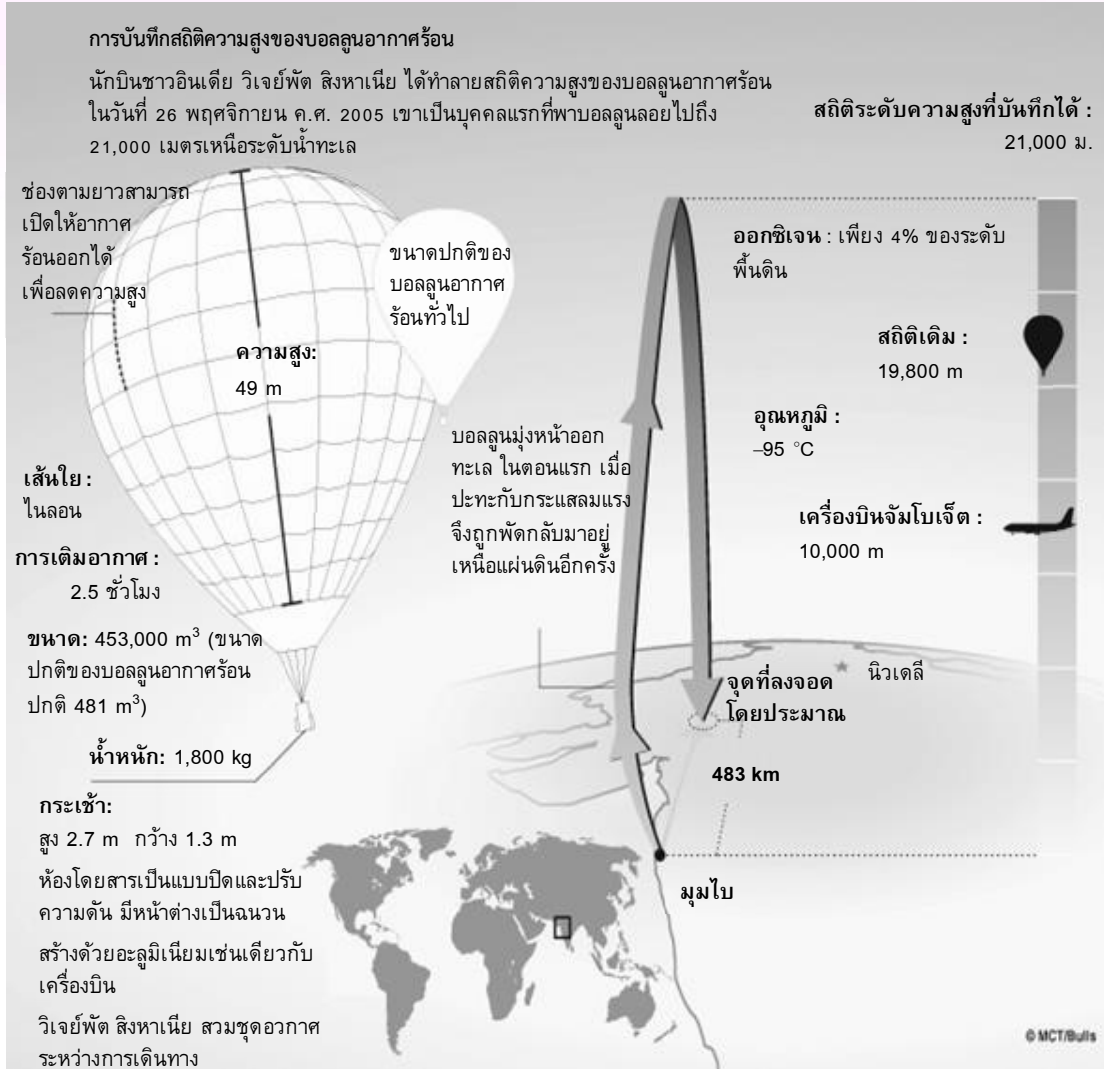 การบันทึกสถิติความสูงของบอลลูนอากาศร้อน
นักบินชาวอินเดีย วิเจย์พัต สิงหาเนีย ได้ทำลายสถิติความสูงของบอลลูนอากาศร้อน
ในวันที่ 26 พฤศจิกายน ค.ศ. 2005 เขาเป็นบุคคลแรกที่พาบอลลูนลอยไปถึง
21,000 เมตรเหนือระดับน้ำทะเล
สถิติระดับความสูงที่บันทึกได้ :
21,000 ม.
ช่องตามยาวสามารถ
เปิดให้อากาศ
ร้อนออกได้
เพื่อลดความสูง
ขนาดปกติของ
บอลลูนอากาศ
ร้อนทั่วไป
ความสูง:
49 m
ออกซิเจน : เพียง 4% ของระดับ
พื้นดิน
สถิติเดิม :
19,800 m
อุณหภูมิ :
–95 °C
บอลลูนมุ่งหน้าออก
ทะเล ในตอนแรก เมื่อ
ปะทะกับกระแสลมแรง
จึงถูกพัดกลับมาอยู่
เหนือแผ่นดินอีกครั้ง
เครื่องบินจัมโบเจ็ต :
10,000 m
เส้นใย :
ไนลอน
การเติมอากาศ :
2.5 ชั่วโมง
ขนาด: 453,000 m³ (ขนาด
ปกติของบอลลูนอากาศร้อน
ปกติ 481 m³)
น้ำหนัก: 1,800 kg
นิวเดลี
จุดที่ลงจอด
โดยประมาณ
483 km
มุมไบ
กระเช้า:
สูง 2.7 m กว้าง 1.3 m
ห้องโดยสารเป็นแบบปิดและปรับ
ความดัน มีหน้าต่างเป็นฉนวน
สร้างด้วยอะลูมิเนียมเช่นเดียวกับ
เครื่องบิน
วิเจย์พัต สิงหาเนีย สวมชุดอวกาศ
ระหว่างการเดินทาง
© MCT/Bulls